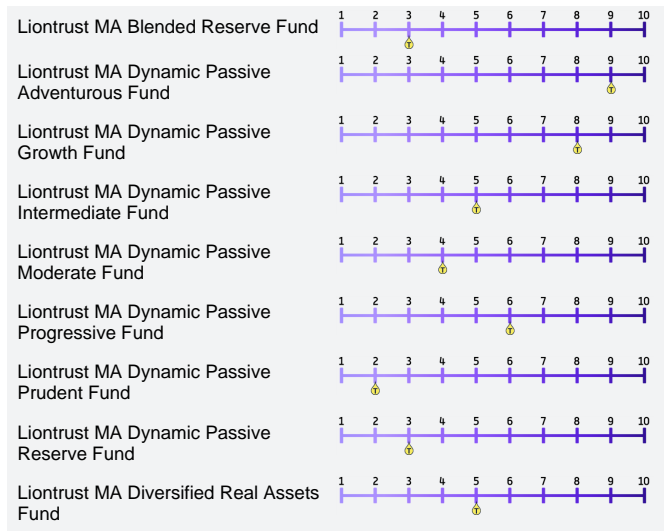 1 2 3 4 5 6 7 8 9 10
Liontrust MA Blended Reserve Fund
T
1 2 3 4 5 6 7 8 9 10
Liontrust MA Dynamic Passive
Adventurous Fund
T
1 2 3 4 5 6 7 8 9 10
Liontrust MA Dynamic Passive
Growth Fund
T
1 2 3 4 5 6 7 8 9 10
Liontrust MA Dynamic Passive
Intermediate Fund
T
1 2 3 4 5 6 7 8 9 10
Liontrust MA Dynamic Passive
Moderate Fund
T
1 2 3 4 5 6 7 8 9 10
Liontrust MA Dynamic Passive
Progressive Fund
T
1 2 3 4 5 6 7 8 9 10
Liontrust MA Dynamic Passive
Prudent Fund
T
1 2 3 4 5 6 7 8 9 10
Liontrust MA Dynamic Passive
Reserve Fund
T
1 2 3 4 5 6 7 8 9 10
Liontrust MA Diversified Real Assets
Fund
T